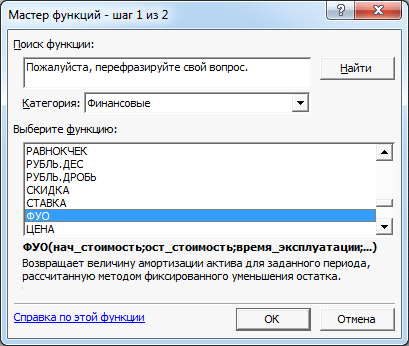 Мастер функций - шаг 1 из 2
Поиск функции:
Пожалуйста, перефразируйте свой вопрос.
Найти
Категория: Финансовые
Выберите функцию:
РАВНОКЧЕК
РУБЛЬ.ДЕС
РУБЛЬ.ДРОБЬ
СКИДКА
СТАВКА
ФУО
ЦЕНА
ФУО(нач_стоимость;ост_стоимость;время_эксплуатации;...)
Возвращает величину амортизации актива для заданного периода,
рассчитанную методом фиксированного уменьшения остатка.
Справка по этой функции
ОК
Отмена